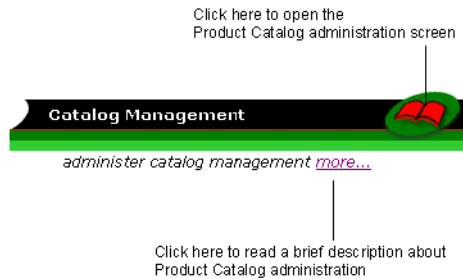 Click here to open the
Product Catalog administration screen
Catalog Management
administer catalog management more...
Click here to read a brief description about
Product Catalog administration